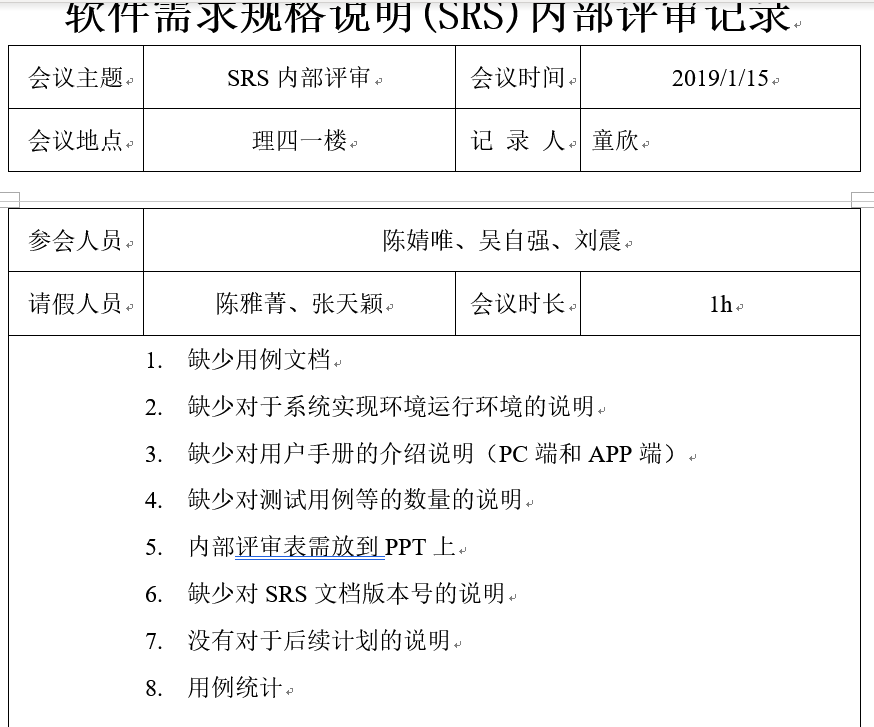 软件需求规格说明(SRS)内部评审记录
会议主题 SRS 内部评审 会议时间 2019/1/15
会议地点 理四一楼 记 录 人 童欣
参会人员 陈婧唯、吴自强、刘震
请假人员 陈雅菁、张天颖 会议时长 1h
1. 缺少用例文档
2. 缺少对于系统实现环境运行环境的说明
3. 缺少对用户手册的介绍说明（PC 端和 APP 端）
4. 缺少对测试用例等的数量的说明
5. 内部评审表需放到 PPT 上
6. 缺少对 SRS 文档版本号的说明
7. 没有对于后续计划的说明
8. 用例统计